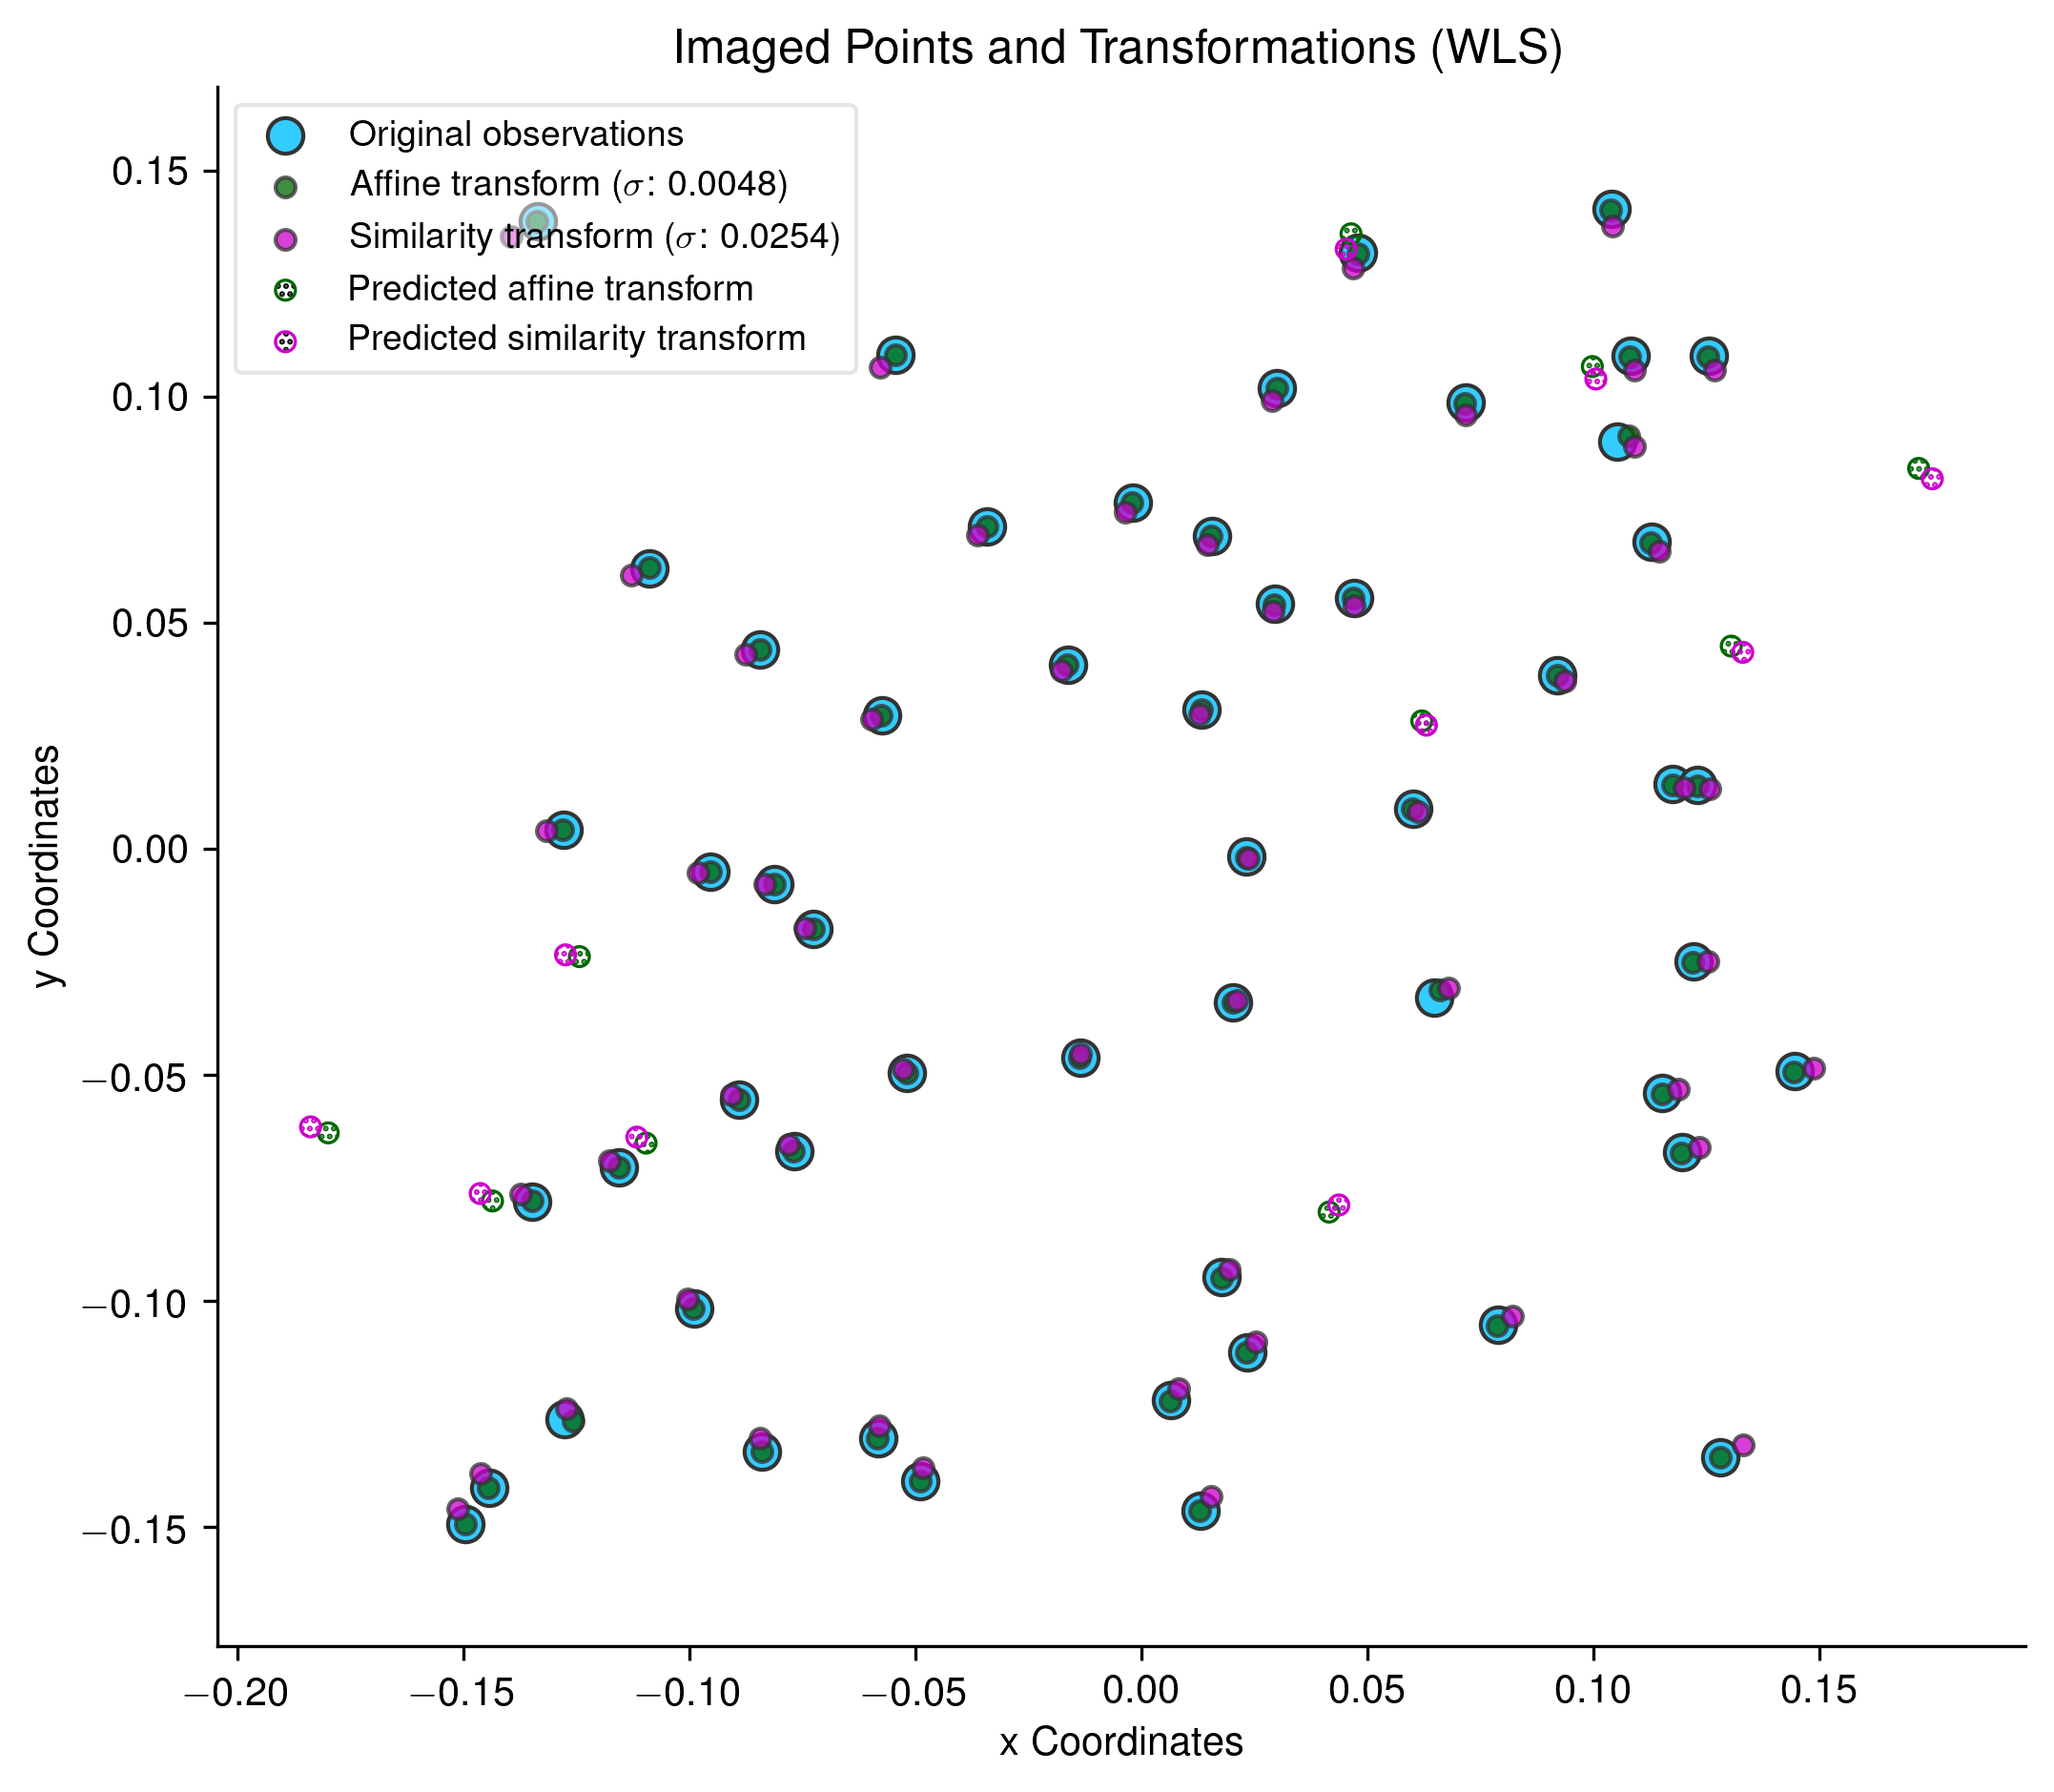 Imaged Points and Transformations (WLS)
Original observations
Affine transform (σ: 0.0048)
Similarity transform (σ: 0.0254)
Predicted affine transform
Predicted similarity transform
0.15
0.10
0.05
0.00
−0.05
−0.10
−0.15
y Coordinates
−0.20 −0.15 −0.10 −0.05 0.00 0.05 0.10 0.15
x Coordinates